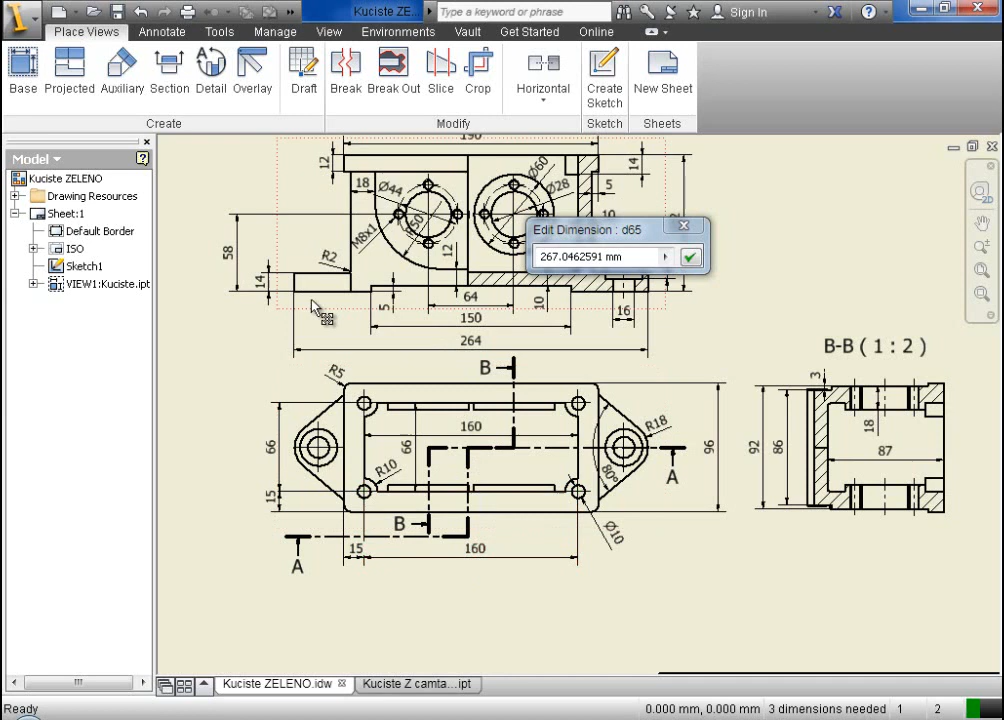 Kuciste ZE...
Type a keyword or phrase
Sign In
Place Views
Annotate
Tools
Manage
View
Environments
Vault
Get Started
Online
Base
Projected
Auxiliary
Section
Detail
Overlay
Draft
Break
Break Out
Slice
Crop
Horizontal
Create Sketch
New Sheet
Create
Modify
Sketch
Sheets
Model
Kuciste ZELENO
Drawing Resources
Sheet:1
Default Border
ISO
Sketch1
VIEW1:Kuciste.ipt
190
12
18
Ø44
Ø60
Ø28
14
5
10
M8x1
R2
58
14
12
5
64
10
16
150
264
Edit Dimension : d65
267.0462591 mm
B-B ( 1 : 2 )
R5
B
66
66
160
R10
R18
80°
96
A
15
B
Ø10
A
15
160
3
92
86
18
87
Kuciste ZELENO.idw
Kuciste Z camta...ipt
Ready
0.000 mm, 0.000 mm
3 dimensions needed
1
2
2D